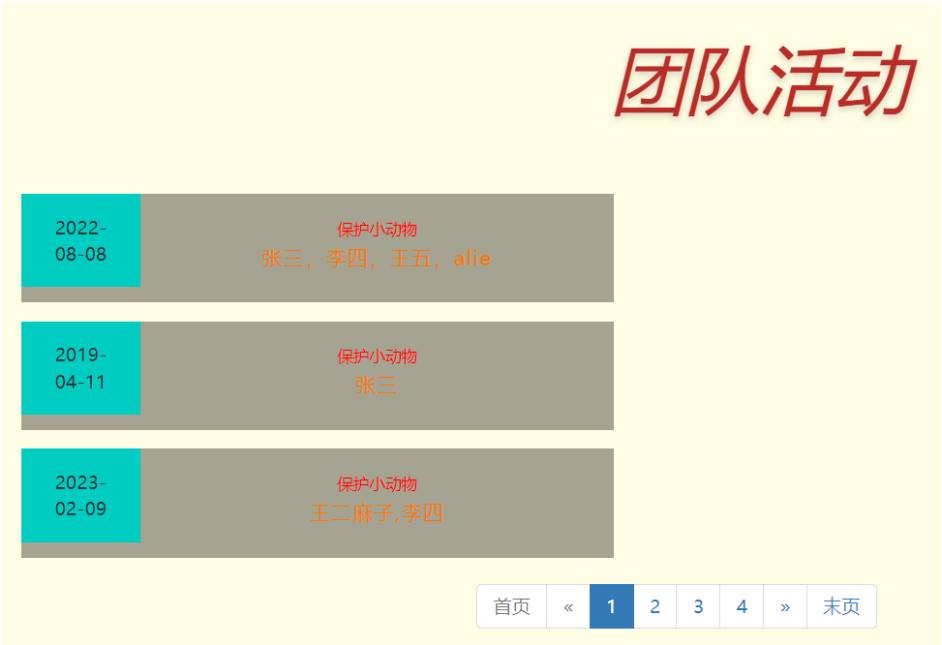 团队活动
2022-
08-08
保护小动物
张三，李四，王五，alie
2019-
04-11
保护小动物
张三
2023-
02-09
保护小动物
王二麻子,李四
首页 « 1 2 3 4 » 末页